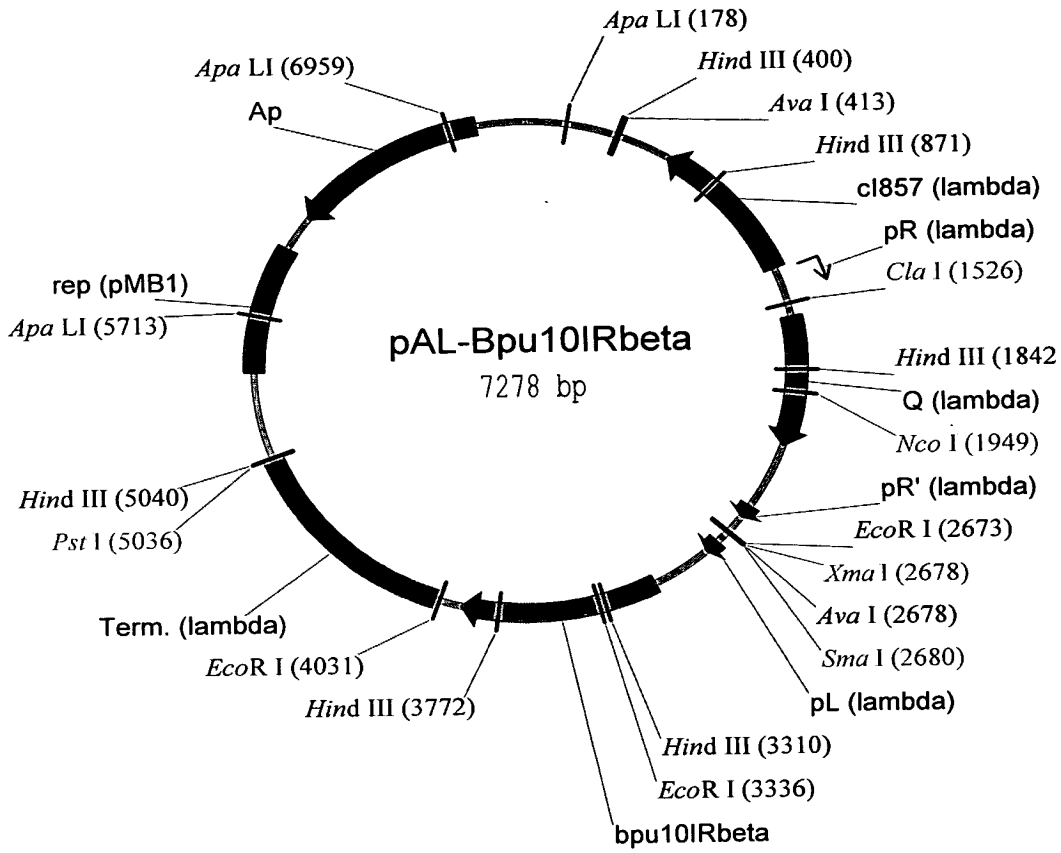 Apa LI (178)
Hind III (400)
Apa LI (6959)
Ava I (413)
Ap
Hind III (871)
cI857 (lambda)
pR (lambda)
Cla I (1526)
rep (pMB1)
Apa LI (5713)
pAL-Bpu10IRbeta
7278 bp
Hind III (1842
Q (lambda)
Nco I (1949)
pR' (lambda)
Hind III (5040)
EcoR I (2673)
Pst I (5036)
Xma I (2678)
Ava I (2678)
Term. (lambda)
Sma I (2680)
EcoR I (4031)
pL (lambda)
Hind III (3772)
Hind III (3310)
EcoR I (3336)
bpu10IRbeta